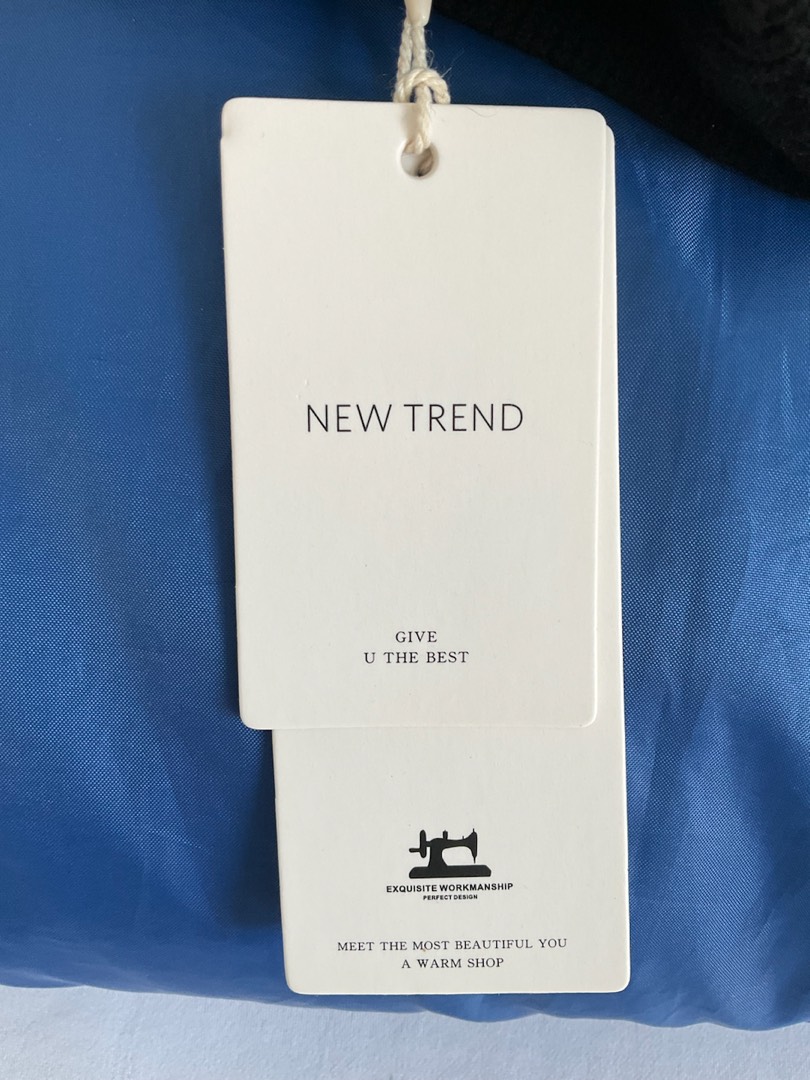 NEW TREND
GIVE
U THE BEST
EXQUISITE WORKMANSHIP
PERFECT DESIGN
MEET THE MOST BEAUTIFUL YOU
A WARM SHOP